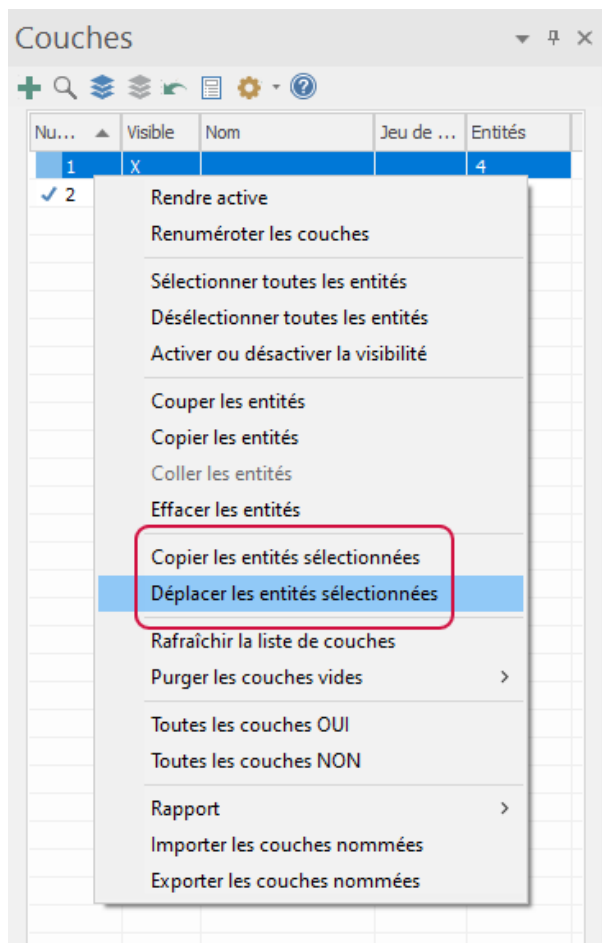 Couches
Nu... Visible Nom Jeu de ... Entités
1 X 4
2
Rendre active
Renuméroter les couches
Sélectionner toutes les entités
Désélectionner toutes les entités
Activer ou désactiver la visibilité
Couper les entités
Copier les entités
Coller les entités
Effacer les entités
Copier les entités sélectionnées
Déplacer les entités sélectionnées
Rafraîchir la liste de couches
Purger les couches vides
Toutes les couches OUI
Toutes les couches NON
Rapport
Importer les couches nommées
Exporter les couches nommées